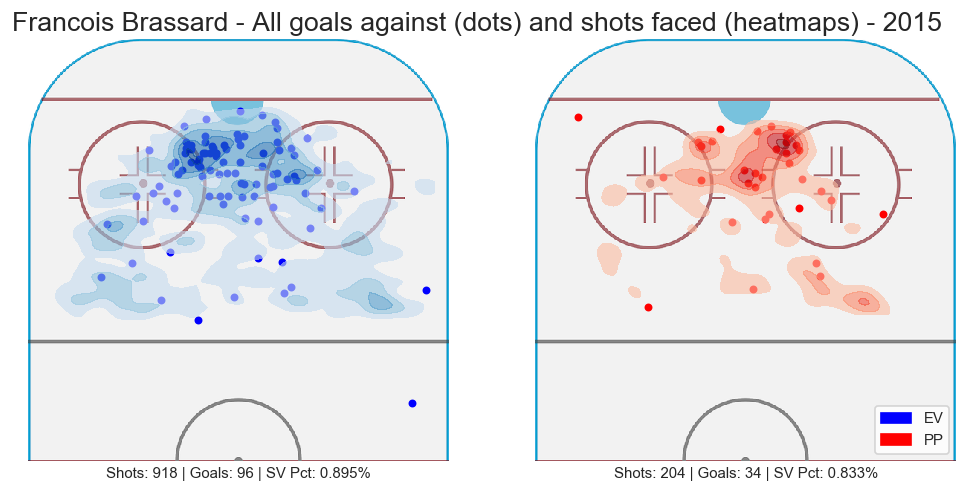 Francois Brassard - All goals against (dots) and shots faced (heatmaps) - 2015
EV
PP
Shots: 918 | Goals: 96 | SV Pct: 0.895%
Shots: 204 | Goals: 34 | SV Pct: 0.833%